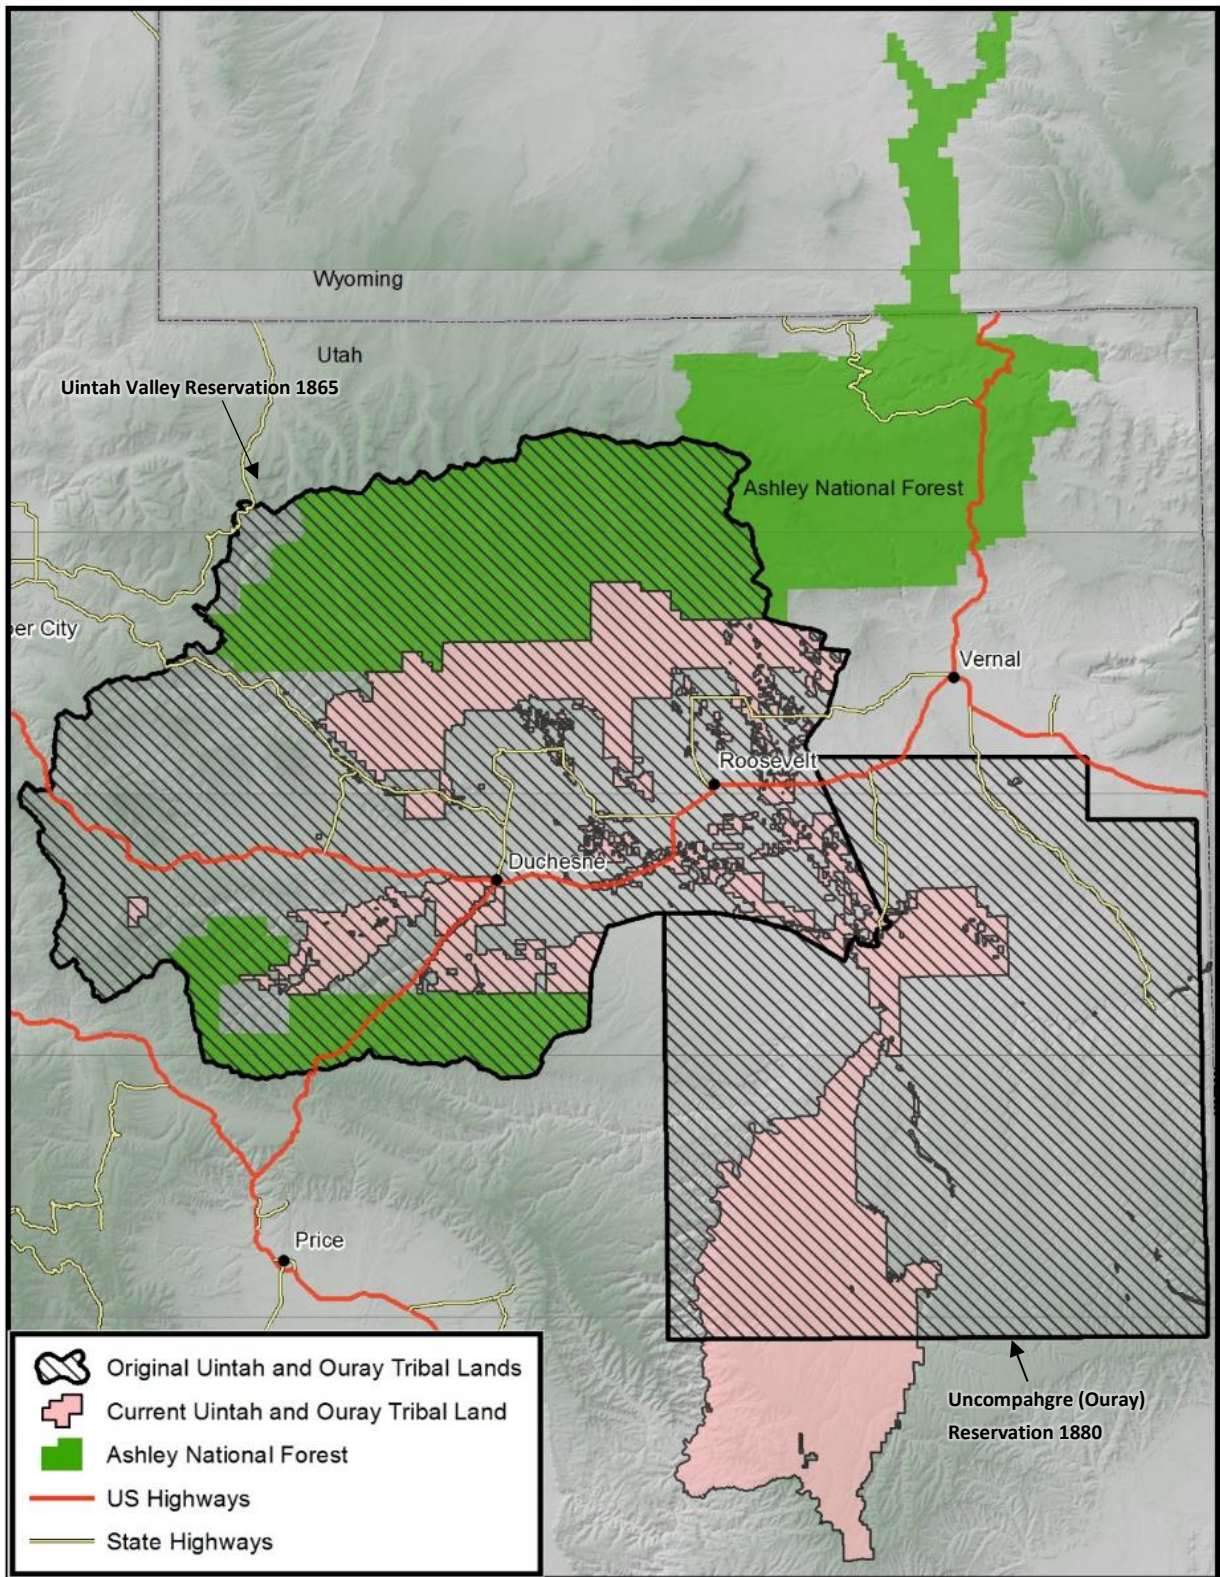 Wyoming
Utah
Uintah Valley Reservation 1865
Ashley National Forest
per City
Vernal
Roosevelt
Duchesne
Price
Uncompahgre (Ouray)
Reservation 1880
Original Uintah and Ouray Tribal Lands
Current Uintah and Ouray Tribal Land
Ashley National Forest
US Highways
State Highways